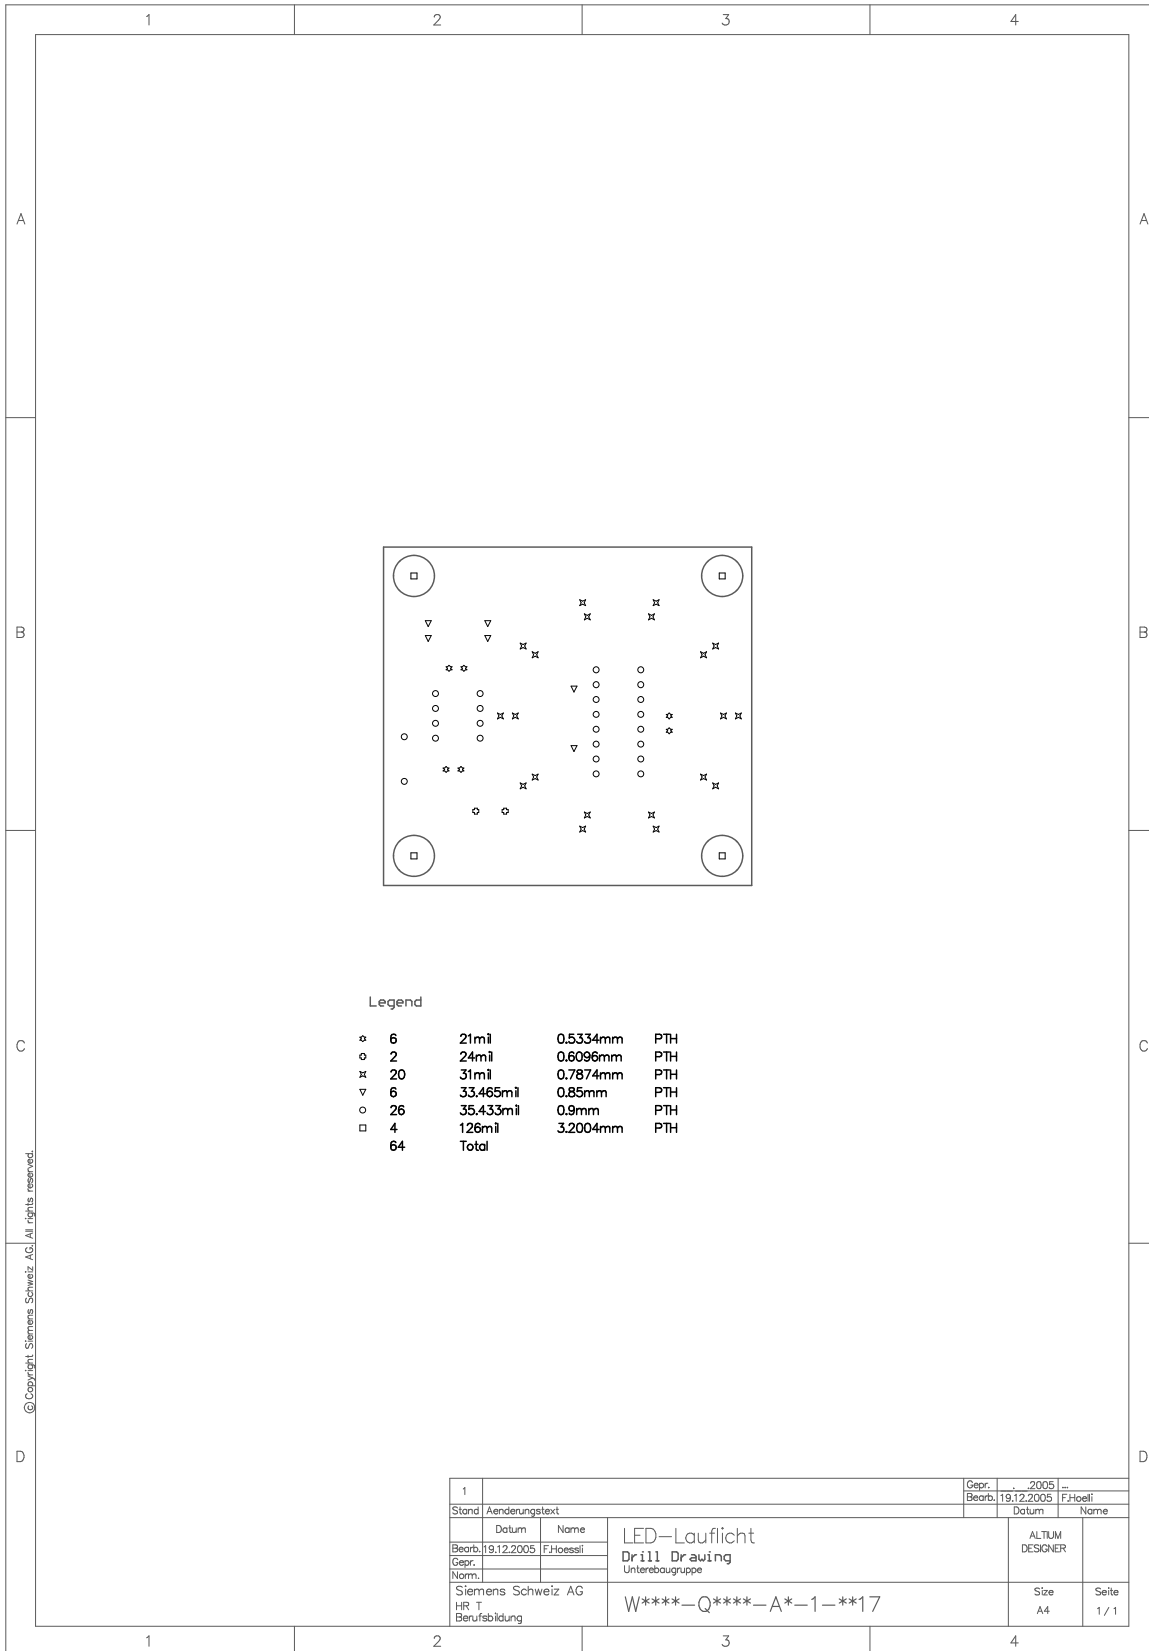 1 2 3 4
A A
B B
Legend
6 21mil 0.5334mm PTH
2 24mil 0.6096mm PTH
20 31mil 0.7874mm PTH
6 33.465mil 0.85mm PTH
26 35.433mil 0.9mm PTH
4 126mil 3.2004mm PTH
64 Total
C C
© Copyright Siemens Schweiz AG. All rights reserved.
D D
1 Gepr. . .2005 ...
Bearb. 19.12.2005 F.Hoelli
Stand Aenderungstext Datum Name
Datum Name
Bearb. 19.12.2005 F.Hoessli
Gepr.
Norm.
LED-Lauflicht
Drill Drawing
Unterebaugruppe
ALTIUM
DESIGNER
Siemens Schweiz AG
HR T
Berufsbildung
W****-Q****-A*-1-**17
Size
A4
Seite
1 / 1
1 2 3 4